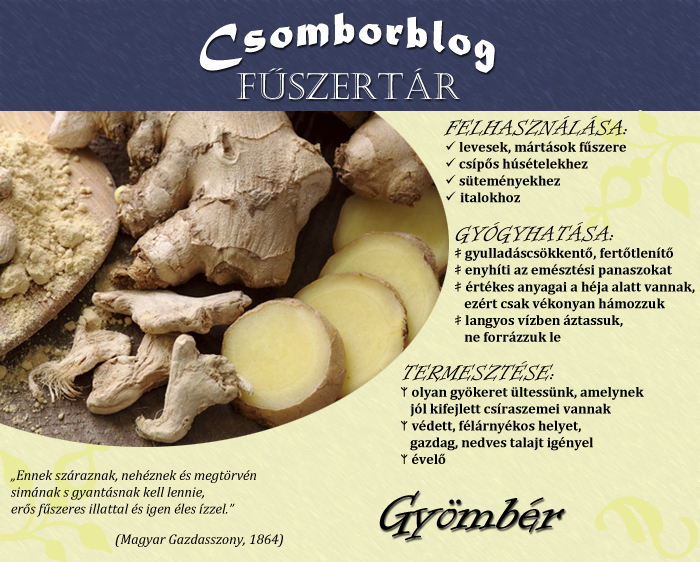 Csomborblog
FŰSZERTÁR
FELHASZNÁLÁSA:
✓ levesek, mártások fűszere
✓ csípős húsételekhez
✓ süteményekhez
✓ italokhoz
GYÓGYHATÁSA:
gyulladáscsökkentő, fertőtlenítő
enyhíti az emésztési panaszokat
értékes anyagai a héja alatt vannak,
ezért csak vékonyan hámozzuk
langyos vízben áztassuk,
ne forrázzuk le
TERMESZTÉSE:
olyan gyökeret ültessünk, amelynek
jól kifejlett csíraszemei vannak
védett, félárnyékos helyet,
gazdag, nedves talajt igényel
évelő
„Ennek száraznak, nehéznek és megtörvén
simának s gyantásnak kell lennie,
erős fűszeres illattal és igen éles ízzel."
(Magyar Gazdasszony, 1864)
Gyömbér